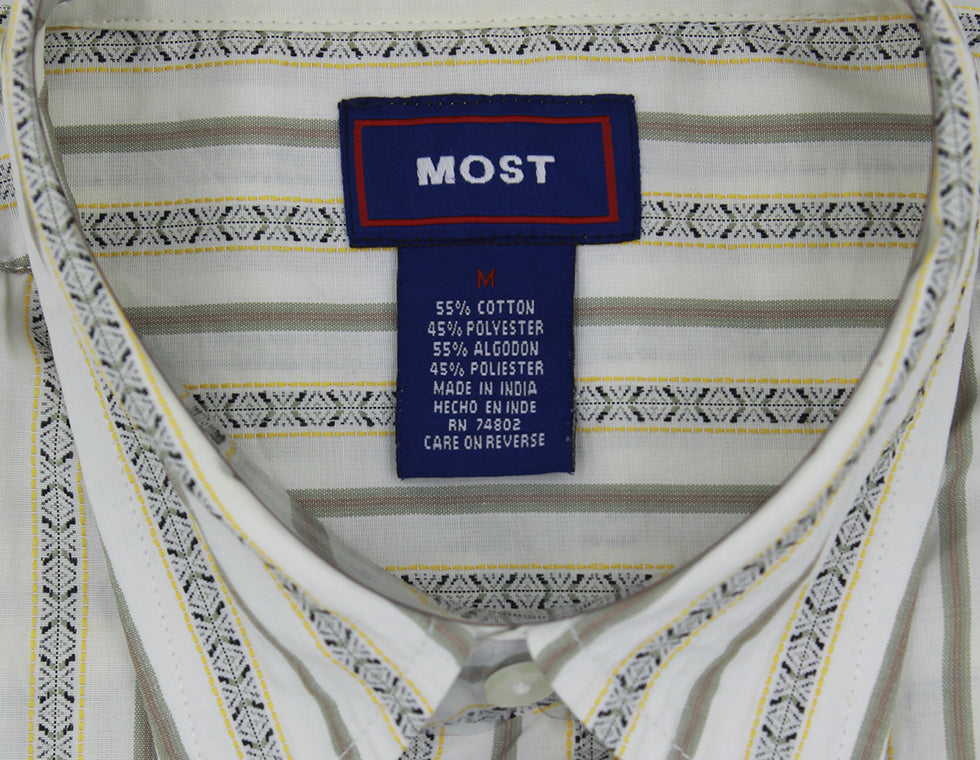 MOST
M
55% COTTON
45% POLYESTER
55% ALGODON
45% POLIESTER
MADE IN INDIA
HECHO EN INDE
RN 74802
CARE ON REVERSE